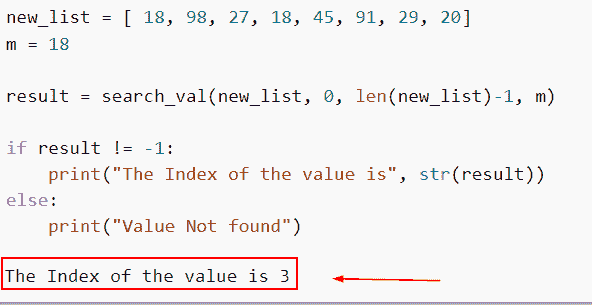 new_list = [ 18, 98, 27, 18, 45, 91, 29, 20]
m = 18
result = search_val(new_list, 0, len(new_list)-1, m)
if result != -1:
    print("The Index of the value is", str(result))
else:
    print("Value Not found")
The Index of the value is 3